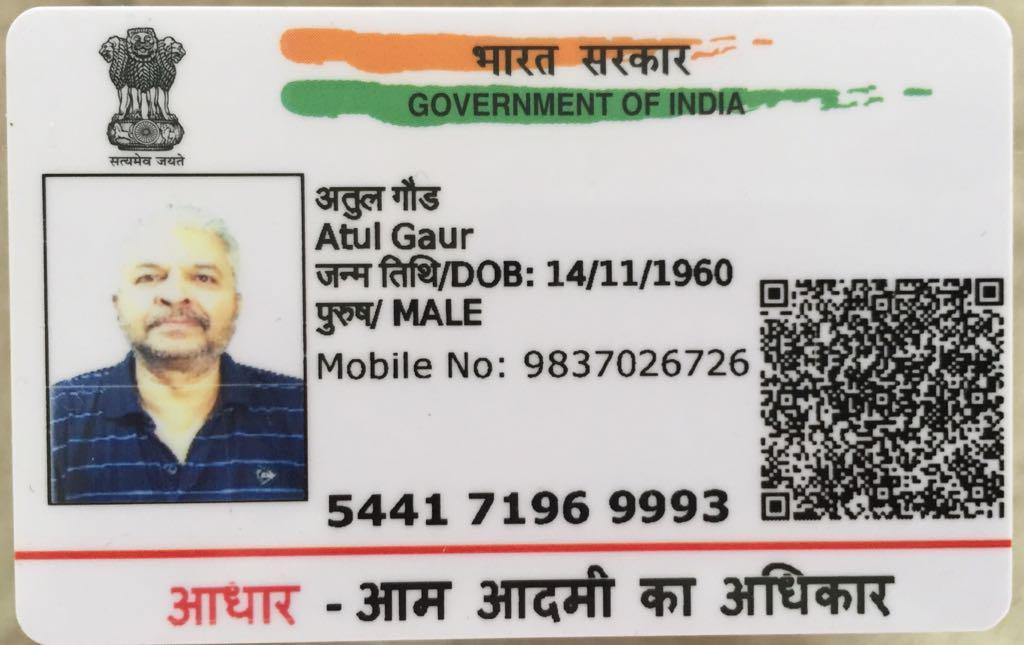 भारत सरकार
GOVERNMENT OF INDIA
सत्यमेव जयते
अतुल गौड
Atul Gaur
जन्म तिथि/DOB: 14/11/1960
पुरुष/ MALE
Mobile No: 9837026726
5441 7196 9993
आधार - आम आदमी का अधिकार